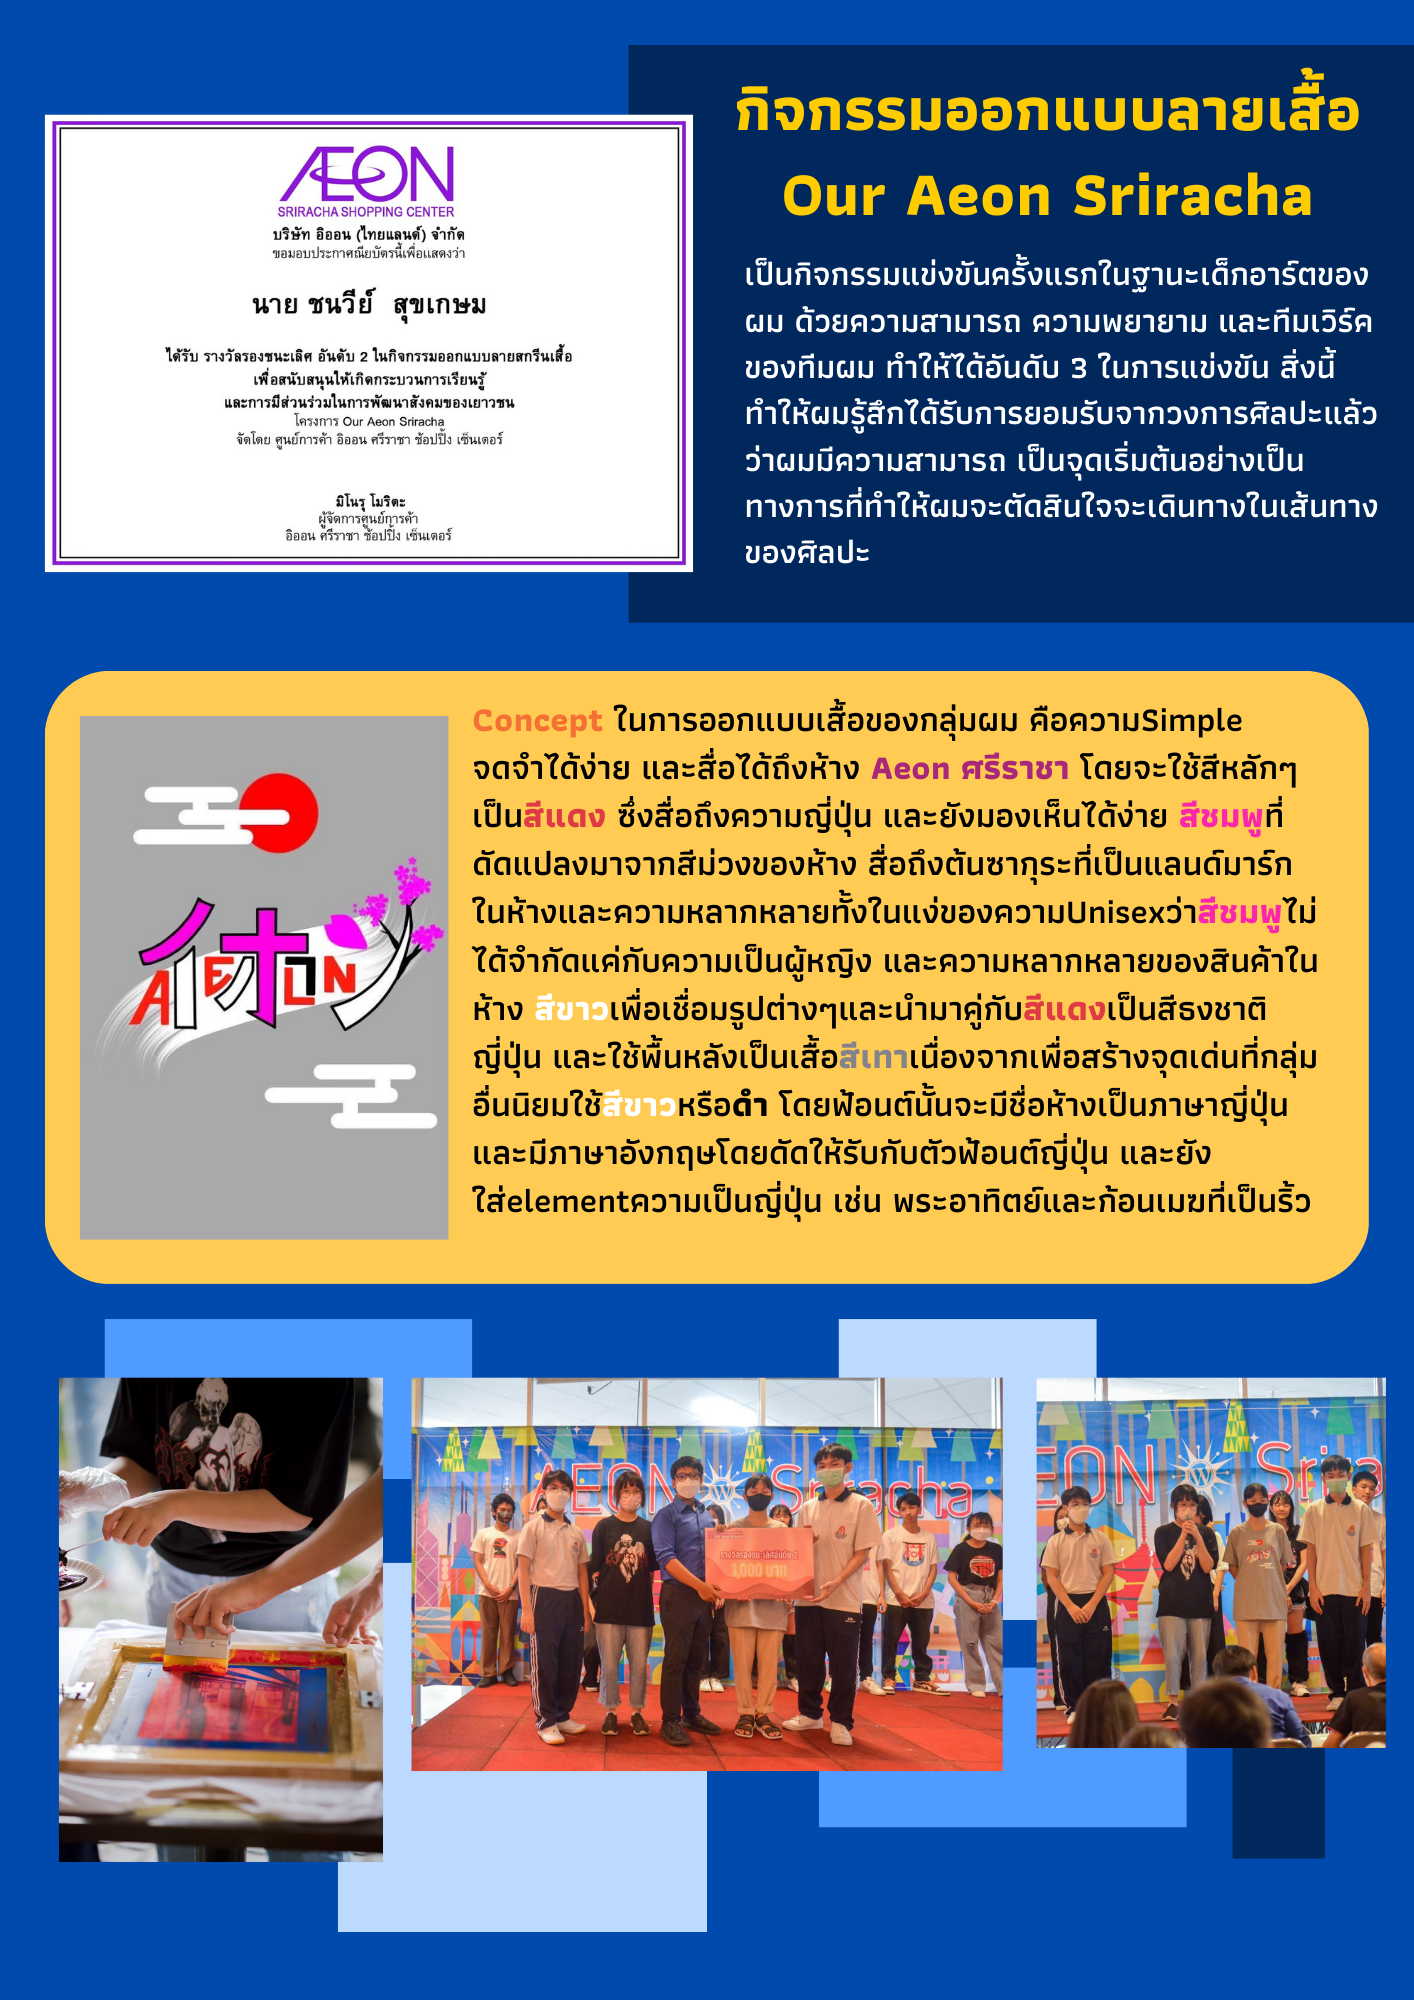 กิจกรรมออกแบบลายเสื้อ
Our Aeon Sriracha
เป็นกิจกรรมแข่งขันครั้งแรกในฐานะเด็กอาร์ตของ
ผม ด้วยความสามารถ ความพยายาม และทีมเวิร์ค
ของทีมผม ทำให้ได้อันดับ 3 ในการแข่งขัน สิ่งนี้
ทำให้ผมรู้สึกได้รับการยอมรับจากวงการศิลปะแล้ว
ว่าผมมีความสามารถ เป็นจุดเริ่มต้นอย่างเป็น
ทางการที่ทำให้ผมจะตัดสินใจจะเดินทางในเส้นทาง
ของศิลปะ
AEON
SRIRACHA SHOPPING CENTER
บริษัท อิออน (ไทยแลนด์) จำกัด
ขอมอบประกาศณียบัตรนี้เพื่อแสดงว่า
นาย ชนวีย์ สุขเกษม
ได้รับ รางวัลรองชนะเลิศ อันดับ 2 ในกิจกรรมออกแบบลายสกรีนเสื้อ
เพื่อสนับสนุนให้เกิดกระบวนการเรียนรู้
และการมีส่วนร่วมในการพัฒนาสังคมของเยาวชน
โครงการ Our Aeon Sriracha
จัดโดย ศูนย์การค้า อิออน ศรีราชา ช้อปปิ้ง เซ็นเตอร์
มิโนรุ โมริตะ
ผู้จัดการศูนย์การค้า
อิออน ศรีราชา ช้อปปิ้ง เซ็นเตอร์
Concept ในการออกแบบเสื้อของกลุ่มผม คือความSimple
จดจำได้ง่าย และสื่อได้ถึงห้าง Aeon ศรีราชา โดยจะใช้สีหลักๆ
เป็นสีแดง ซึ่งสื่อถึงความญี่ปุ่น และยังมองเห็นได้ง่าย สีชมพูที่
ดัดแปลงมาจากสีม่วงของห้าง สื่อถึงต้นซากุระที่เป็นแลนด์มาร์ก
ในห้างและความหลากหลายทั้งในแง่ของความUnisexว่าสีชมพูไม่
ได้จำกัดแค่กับความเป็นผู้หญิง และความหลากหลายของสินค้าใน
ห้าง สีขาวเพื่อเชื่อมรูปต่างๆและนำมาคู่กับสีแดงเป็นสีธงชาติ
ญี่ปุ่น และใช้พื้นหลังเป็นเสื้อสีเทาเนื่องจากเพื่อสร้างจุดเด่นที่กลุ่ม
อื่นนิยมใช้สีขาวหรือดำ โดยฟ้อนต์นั้นจะมีชื่อห้างเป็นภาษาญี่ปุ่น
และมีภาษาอังกฤษโดยดัดให้รับกับตัวฟ้อนต์ญี่ปุ่น และยัง
ใส่elementความเป็นญี่ปุ่น เช่น พระอาทิตย์และก้อนเมฆที่เป็นริ้ว
イオン
AEON
AEON Sriracha
รางวัลรองชนะเลิศอันดับ 2
1,000 บาท
EON Srira